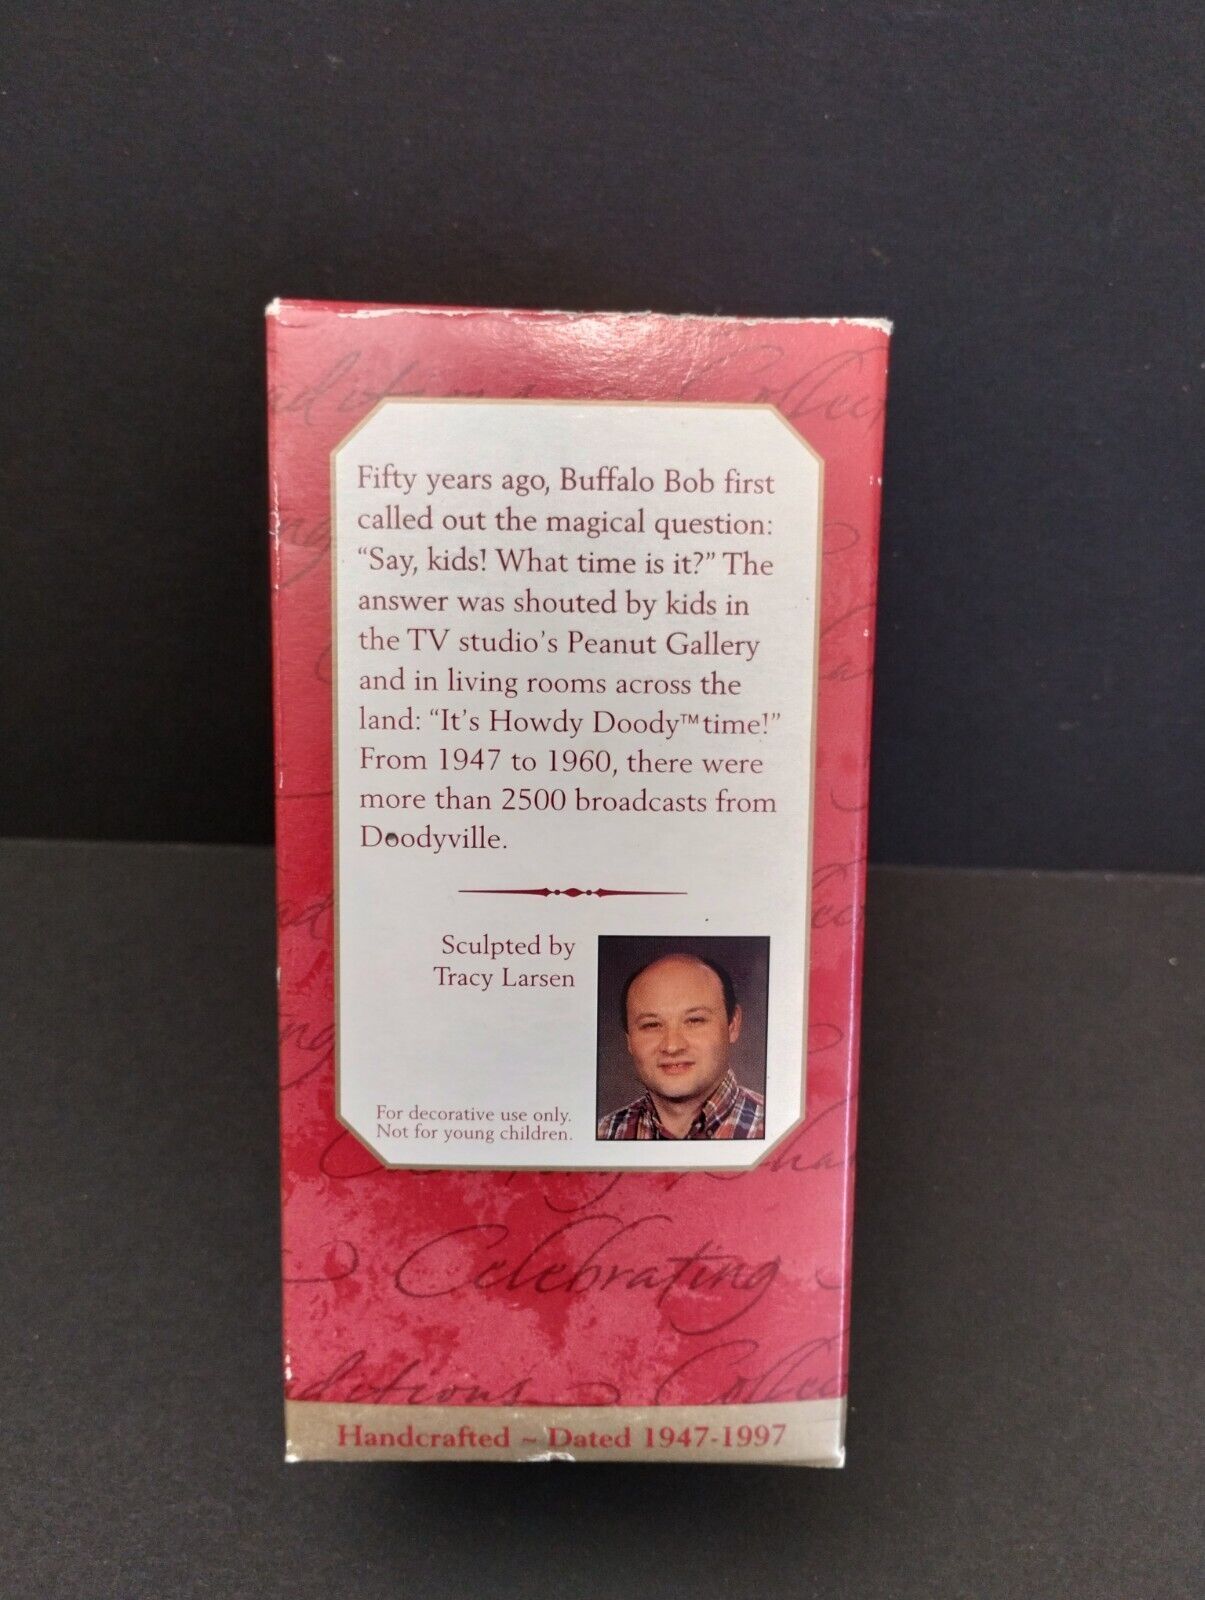 Fifty years ago, Buffalo Bob first
called out the magical question:
“Say, kids! What time is it?” The
answer was shouted by kids in
the TV studio’s Peanut Gallery
and in living rooms across the
land: “It’s Howdy Doody™ time!”
From 1947 to 1960, there were
more than 2500 broadcasts from
Doodyville.
Sculpted by
Tracy Larsen
For decorative use only.
Not for young children.
Celebrating
Handcrafted ~ Dated 1947-1997